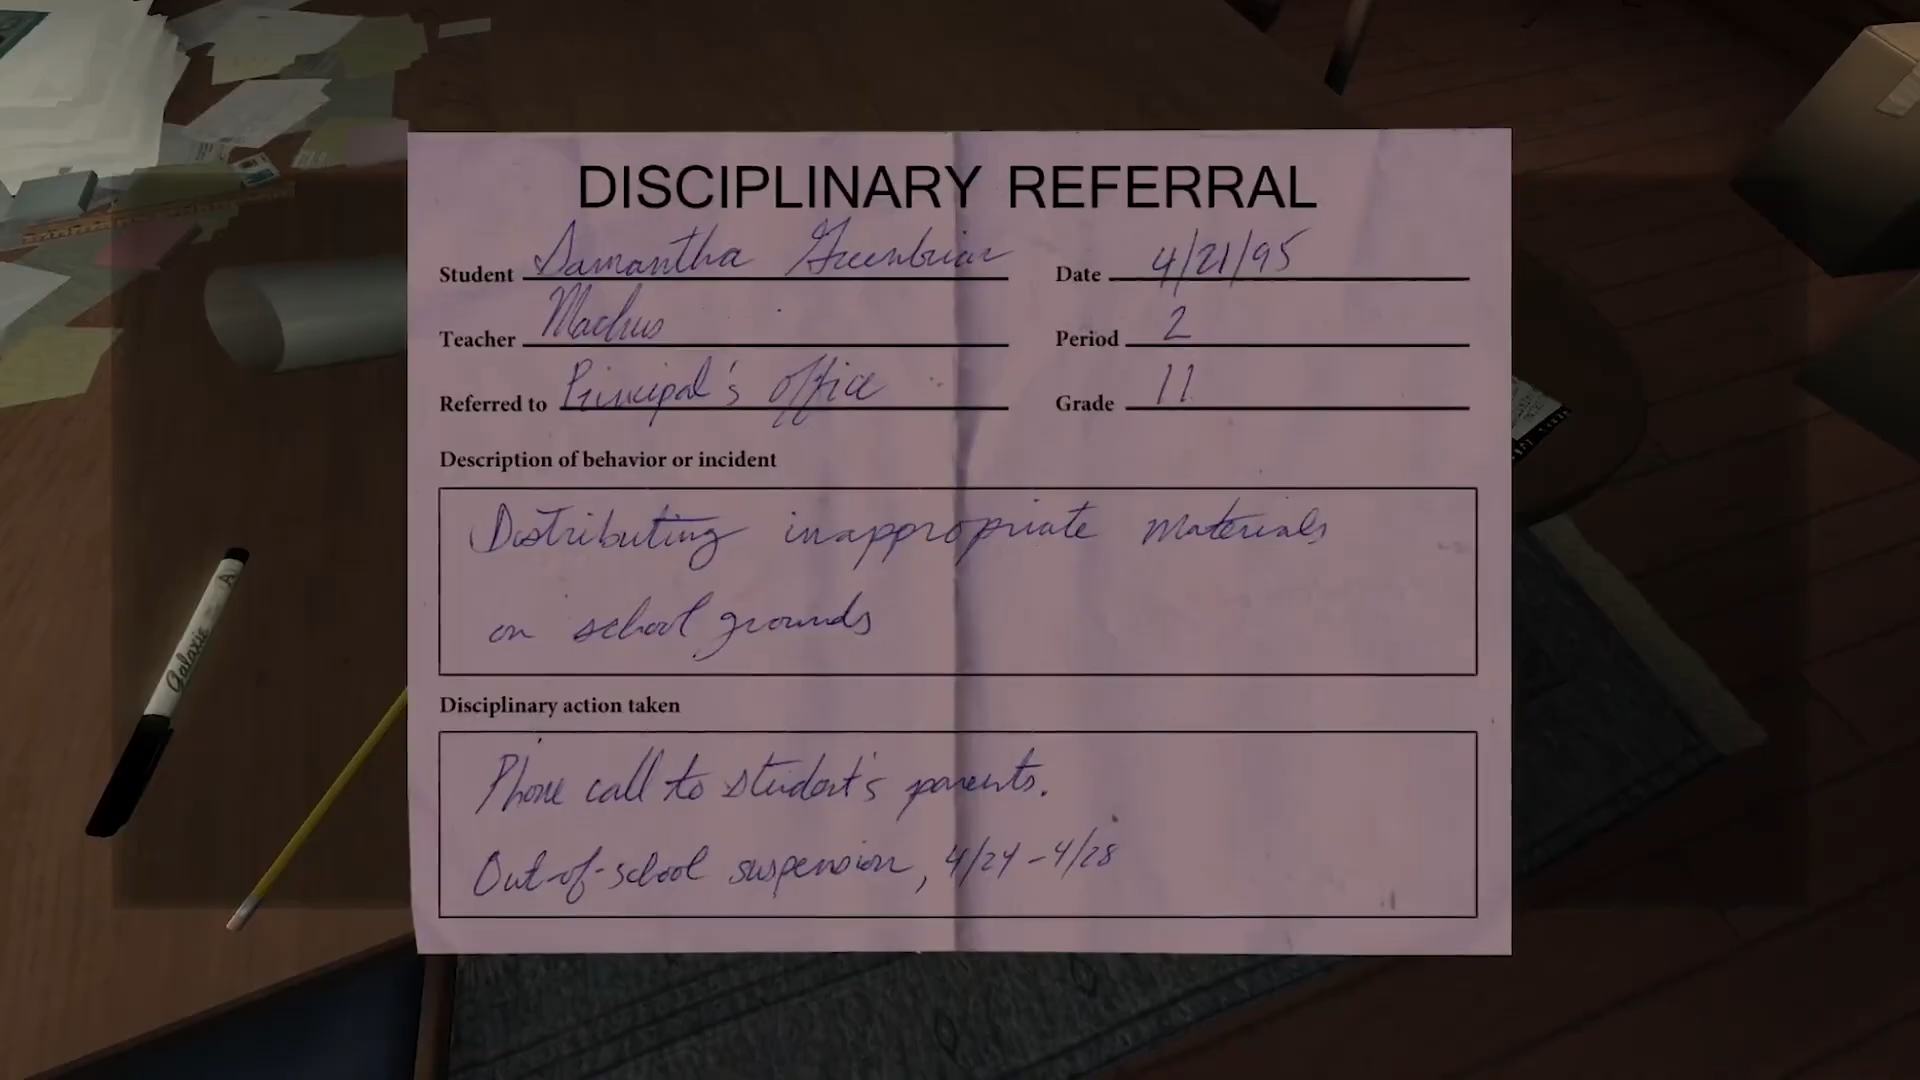 DISCIPLINARY REFERRAL
Student Samantha Greenbriar Date 4/21/95
Teacher Period 2
Referred to Principal's office Grade 11
Description of behavior or incident
Distributing inappropriate materials
on school grounds
Disciplinary action taken
Phone call to student's parents.
Out-of-school suspension, 4/24-4/28
Galaxie